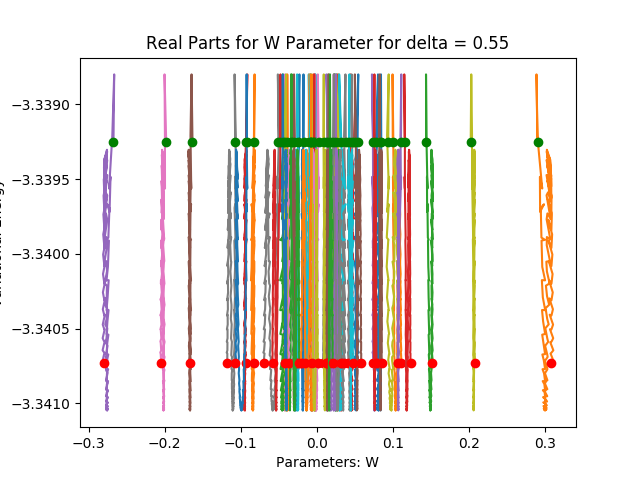 Real Parts for W Parameter for delta = 0.55
−3.3390
−3.3395
−3.3400
−3.3405
−3.3410
−0.3 −0.2 −0.1 0.0 0.1 0.2 0.3
Parameters: W